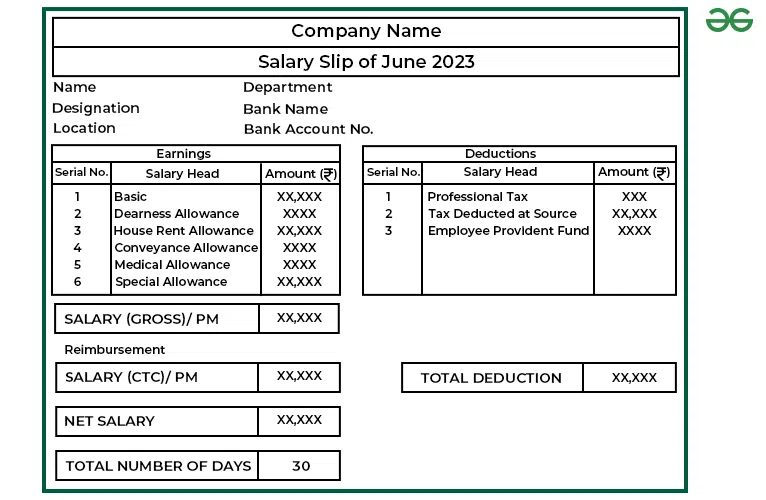 Company Name
Salary Slip of June 2023
Name Department
Designation Bank Name
Location Bank Account No.
Earnings
Serial No. Salary Head Amount (₹)
1 Basic XX,XXX
2 Dearness Allowance XXXX
3 House Rent Allowance XX,XXX
4 Conveyance Allowance XXXX
5 Medical Allowance XXXX
6 Special Allowance XX,XXX
Deductions
Serial No. Salary Head Amount (₹)
1 Professional Tax XXX
2 Tax Deducted at Source XX,XXX
3 Employee Provident Fund XXXX
SALARY (GROSS)/ PM XX,XXX
Reimbursement
SALARY (CTC)/ PM XX,XXX
TOTAL DEDUCTION XX,XXX
NET SALARY XX,XXX
TOTAL NUMBER OF DAYS 30